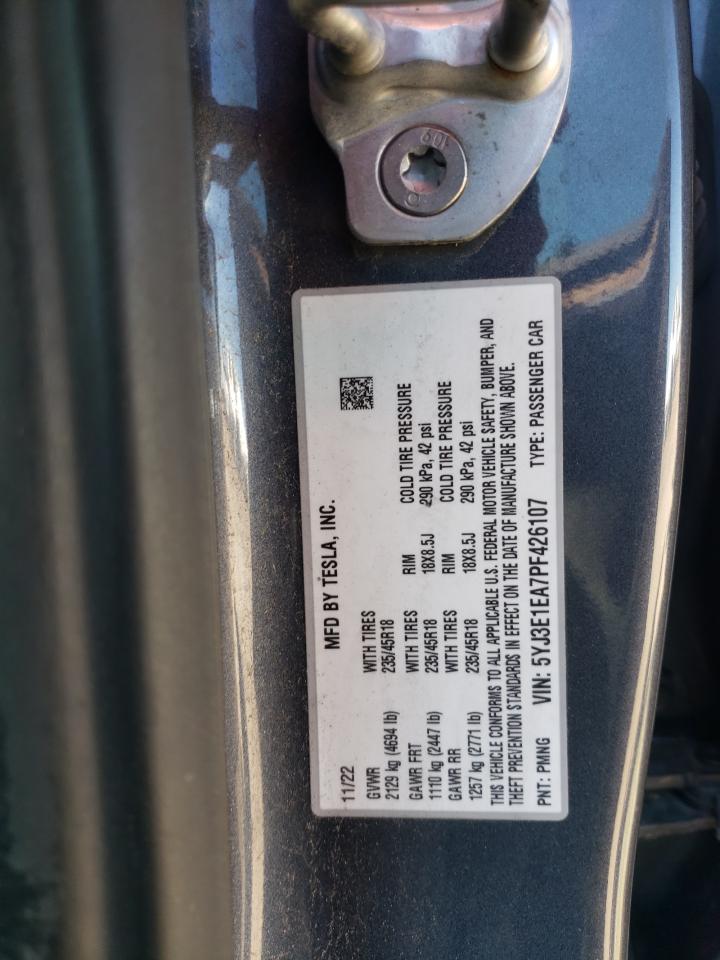 109
MFD BY TESLA, INC.
11/22
GVWR WITH TIRES
2129 kg (4694 lb) 235/45R18
GAWR FRT WITH TIRES RIM COLD TIRE PRESSURE
1110 kg (2447 lb) 235/45R18 18X8.5J 290 kPa, 42 psi
GAWR RR WITH TIRES RIM COLD TIRE PRESSURE
1257 kg (2771 lb) 235/45R18 18X8.5J 290 kPa, 42 psi
THIS VEHICLE CONFORMS TO ALL APPLICABLE U.S. FEDERAL MOTOR VEHICLE SAFETY, BUMPER, AND
THEFT PREVENTION STANDARDS IN EFFECT ON THE DATE OF MANUFACTURE SHOWN ABOVE.
PNT: PMNG VIN: 5YJ3E1EA7PF426107 TYPE: PASSENGER CAR